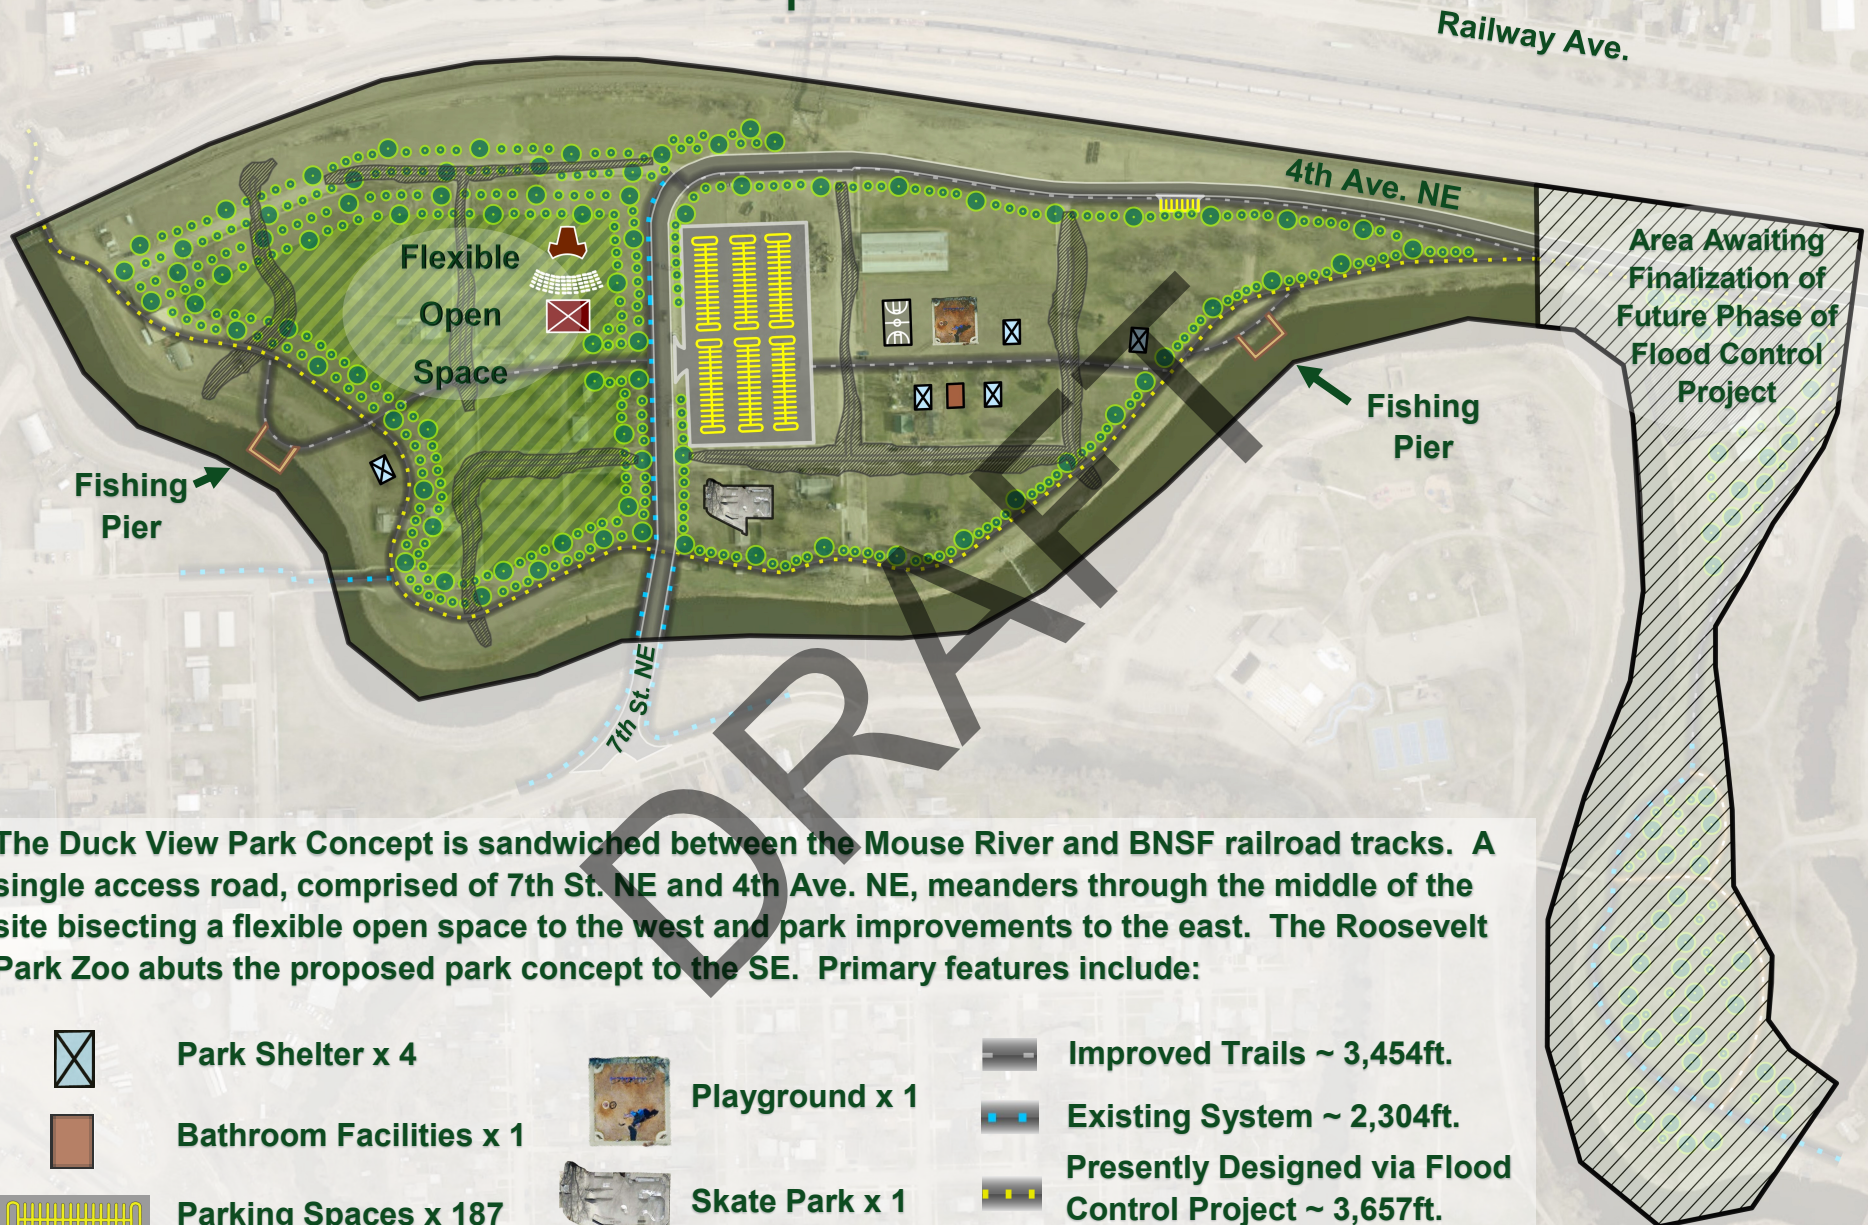 Railway Ave.
4th Ave. NE
Flexible
Open
Space
Area Awaiting
Finalization of
Future Phase of
Flood Control
Project
Fishing
Pier
Fishing
Pier
7th St. NE
DRAFT
The Duck View Park Concept is sandwiched between the Mouse River and BNSF railroad tracks.  A
single access road, comprised of 7th St. NE and 4th Ave. NE, meanders through the middle of the
site bisecting a flexible open space to the west and park improvements to the east.  The Roosevelt
Park Zoo abuts the proposed park concept to the SE.  Primary features include:
Park Shelter x 4
Bathroom Facilities x 1
Parking Spaces x 187
Playground x 1
Skate Park x 1
Improved Trails ~ 3,454ft.
Existing System ~ 2,304ft.
Presently Designed via Flood
Control Project ~ 3,657ft.